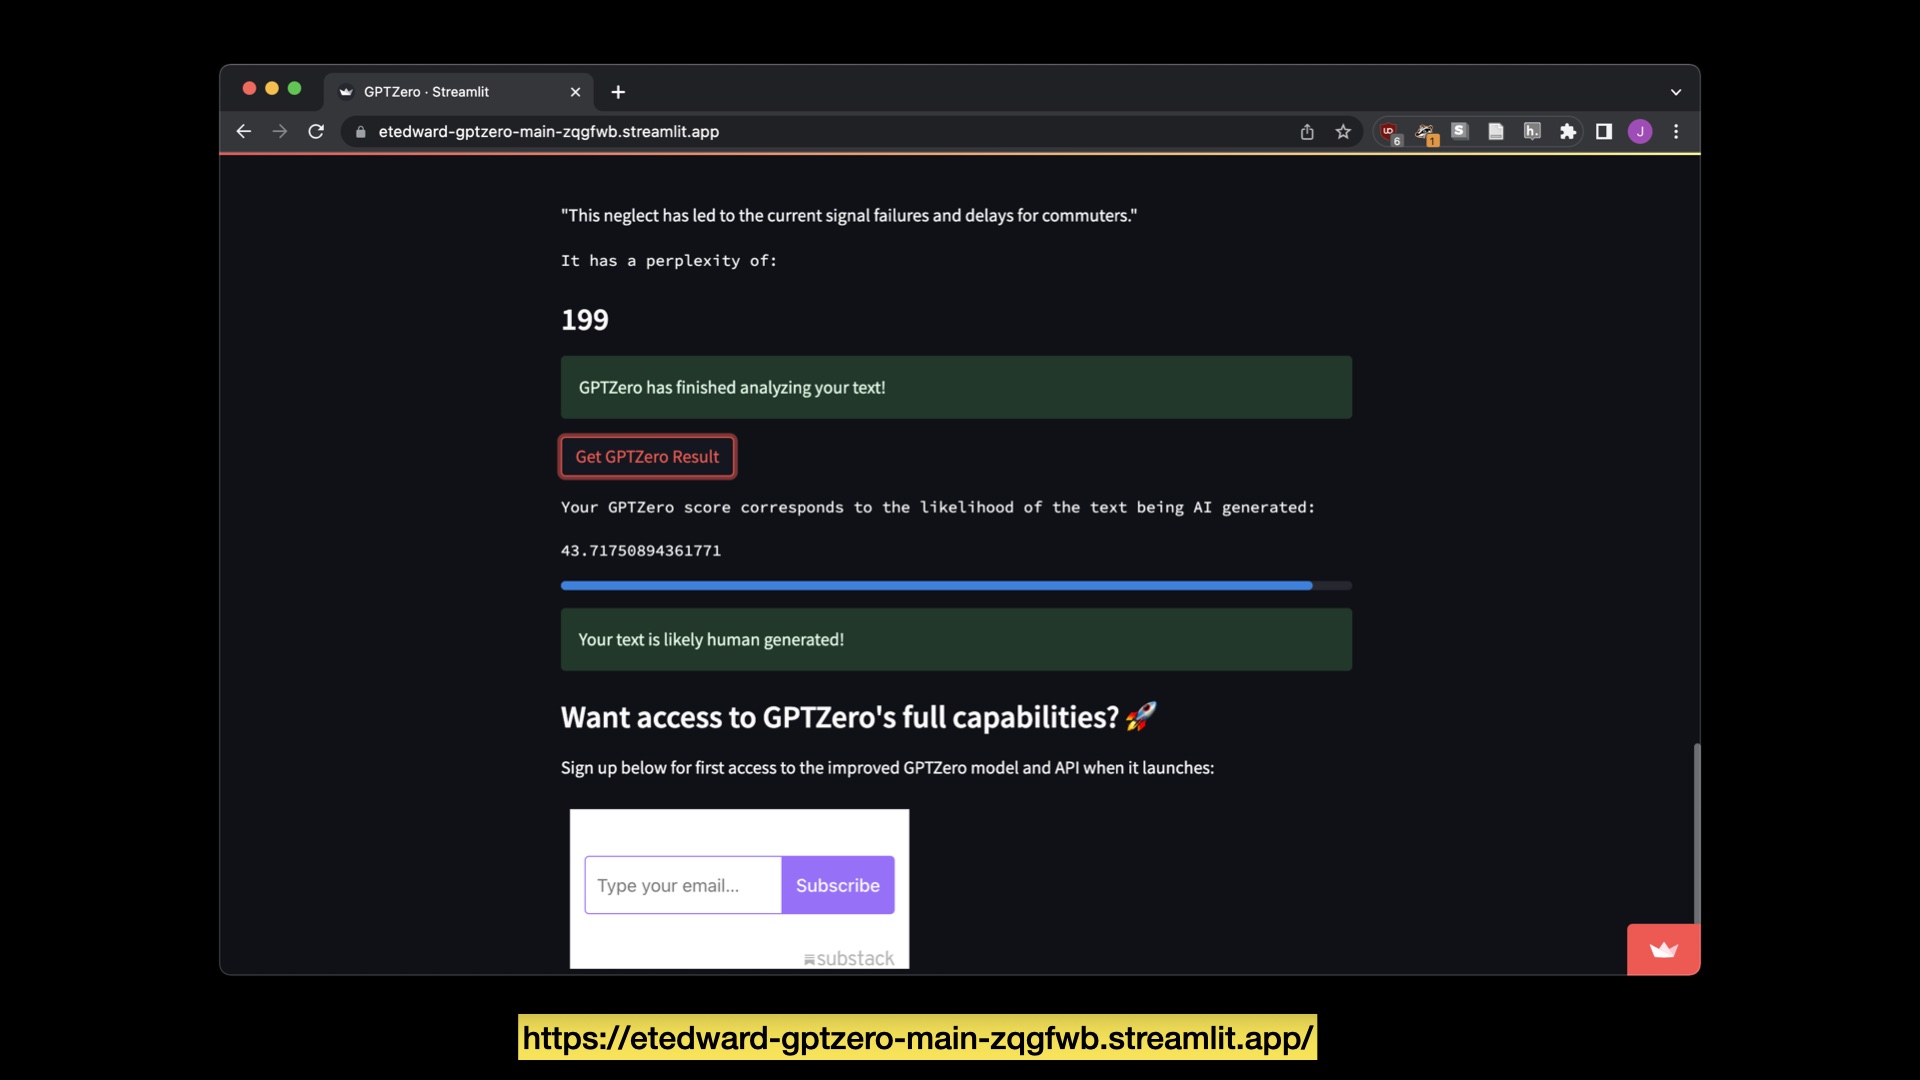 GPTZero · Streamlit
etedward-gptzero-main-zqgfwb.streamlit.app
UD
6
1
S
h.
J
"This neglect has led to the current signal failures and delays for commuters."
It has a perplexity of:
199
GPTZero has finished analyzing your text!
Get GPTZero Result
Your GPTZero score corresponds to the likelihood of the text being AI generated:
43.71750894361771
Your text is likely human generated!
Want access to GPTZero's full capabilities? 🚀
Sign up below for first access to the improved GPTZero model and API when it launches:
Type your email...
Subscribe
substack
https://etedward-gptzero-main-zqgfwb.streamlit.app/